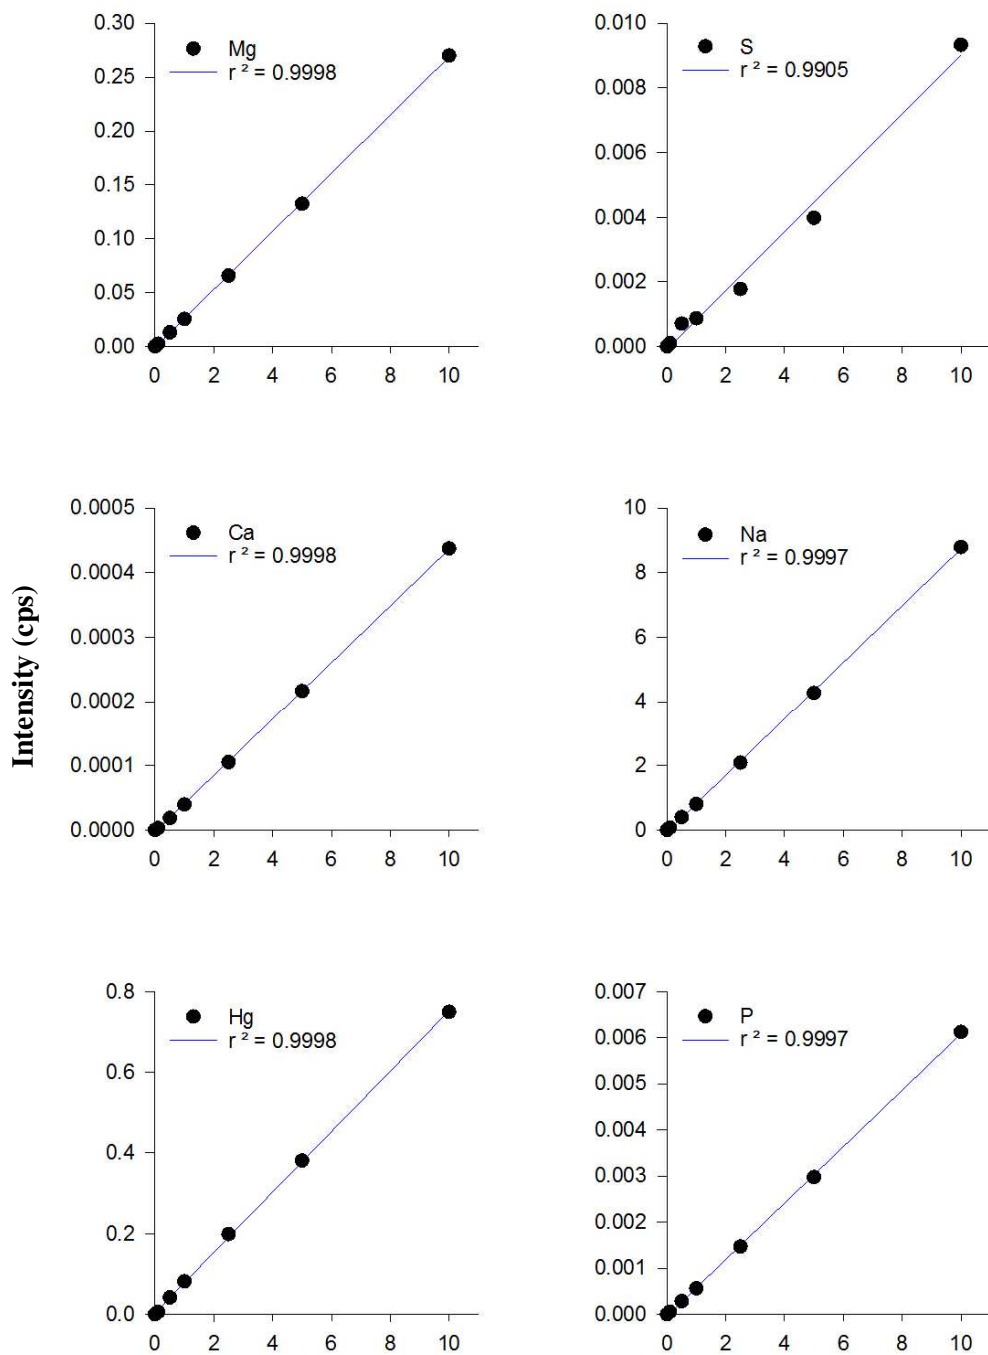 Intensity (cps)
0.30
0.25
0.20
0.15
0.10
0.05
0.00
Mg
r ² = 0.9998
0 2 4 6 8 10
0.010
0.008
0.006
0.004
0.002
0.000
S
r ² = 0.9905
0 2 4 6 8 10
0.0005
0.0004
0.0003
0.0002
0.0001
0.0000
Ca
r ² = 0.9998
0 2 4 6 8 10
10
8
6
4
2
0
Na
r ² = 0.9997
0 2 4 6 8 10
0.8
0.6
0.4
0.2
0.0
Hg
r ² = 0.9998
0 2 4 6 8 10
0.007
0.006
0.005
0.004
0.003
0.002
0.001
0.000
P
r ² = 0.9997
0 2 4 6 8 10